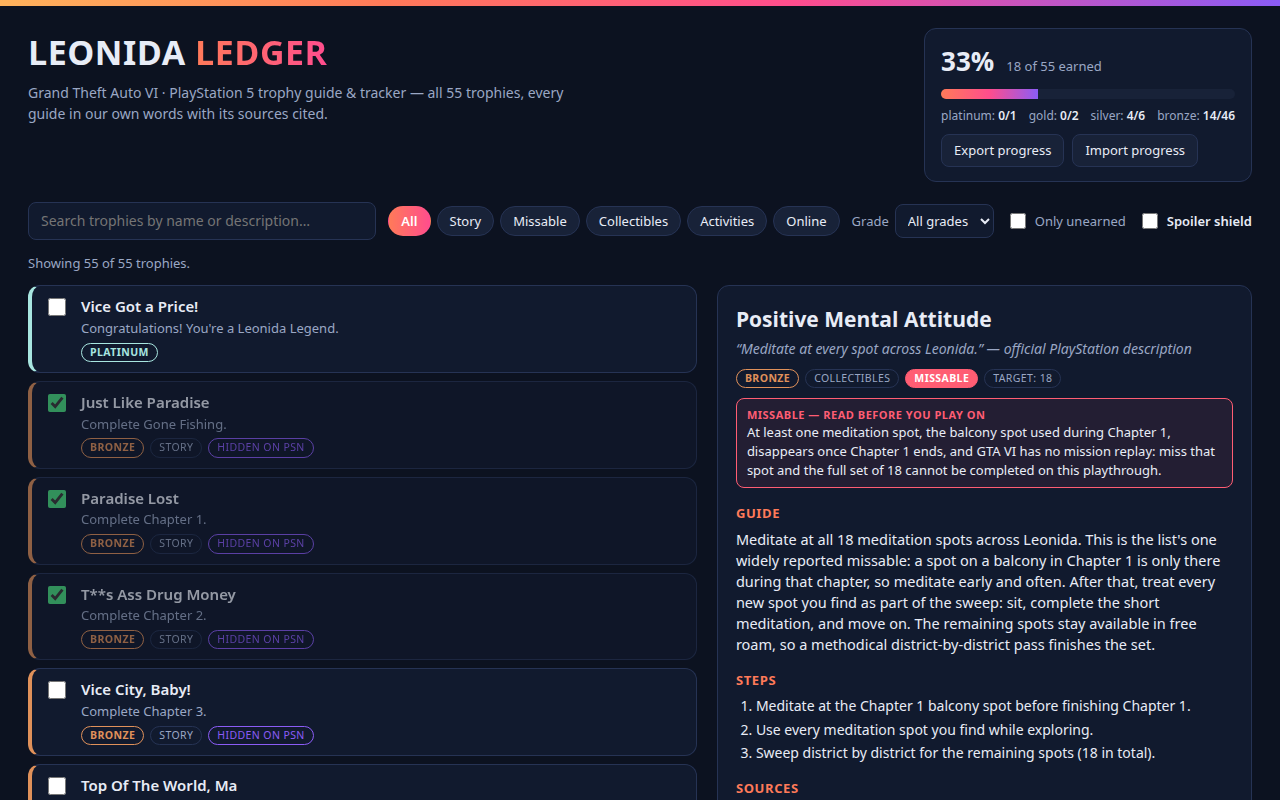 LEONIDA LEDGER
Grand Theft Auto VI · PlayStation 5 trophy guide & tracker — all 55 trophies, every
guide in our own words with its sources cited.
33% 18 of 55 earned
platinum: 0/1 gold: 0/2 silver: 4/6 bronze: 14/46
Export progress Import progress
Search trophies by name or description... All Story Missable Collectibles Activities Online Grade All grades Only unearned Spoiler shield
Showing 55 of 55 trophies.
Vice Got a Price!
Congratulations! You're a Leonida Legend.
PLATINUM
Just Like Paradise
Complete Gone Fishing.
BRONZE STORY HIDDEN ON PSN
Paradise Lost
Complete Chapter 1.
BRONZE STORY HIDDEN ON PSN
T**s Ass Drug Money
Complete Chapter 2.
BRONZE STORY HIDDEN ON PSN
Vice City, Baby!
Complete Chapter 3.
BRONZE STORY HIDDEN ON PSN
Top Of The World, Ma
Positive Mental Attitude
“Meditate at every spot across Leonida.” — official PlayStation description
BRONZE COLLECTIBLES MISSABLE TARGET: 18
MISSABLE — READ BEFORE YOU PLAY ON
At least one meditation spot, the balcony spot used during Chapter 1,
disappears once Chapter 1 ends, and GTA VI has no mission replay: miss that
spot and the full set of 18 cannot be completed on this playthrough.
GUIDE
Meditate at all 18 meditation spots across Leonida. This is the list's one
widely reported missable: a spot on a balcony in Chapter 1 is only there
during that chapter, so meditate early and often. After that, treat every
new spot you find as part of the sweep: sit, complete the short
meditation, and move on. The remaining spots stay available in free
roam, so a methodical district-by-district pass finishes the set.
STEPS
1. Meditate at the Chapter 1 balcony spot before finishing Chapter 1.
2. Use every meditation spot you find while exploring.
3. Sweep district by district for the remaining spots (18 in total).
SOURCES